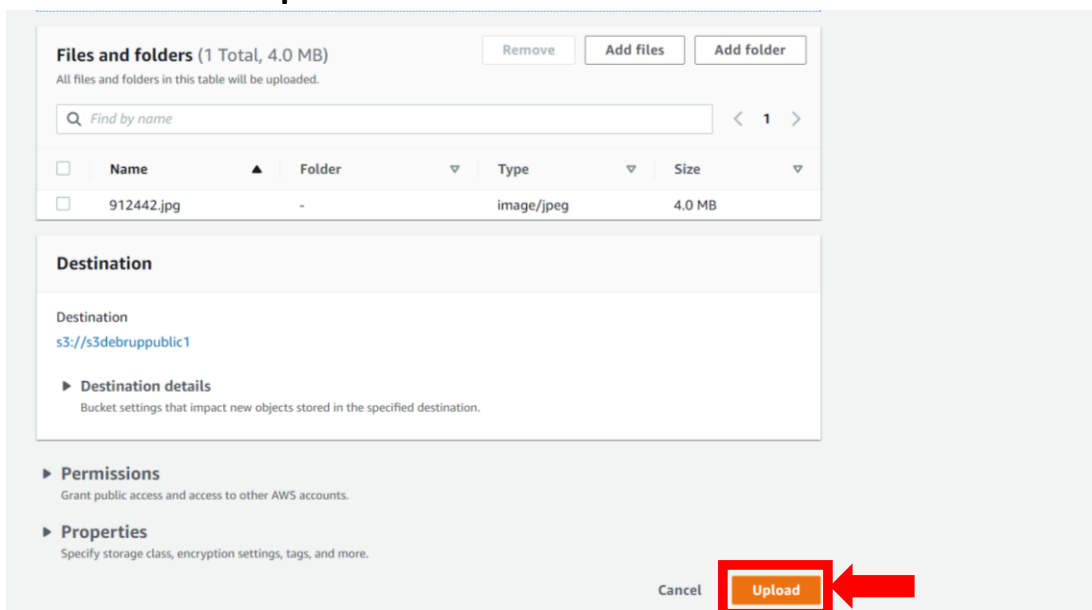 Files and folders (1 Total, 4.0 MB)
Remove
Add files
Add folder
All files and folders in this table will be uploaded.
Find by name
1
Name Folder Type Size
912442.jpg - image/jpeg 4.0 MB
Destination
Destination
s3://s3debruppublic1
Destination details
Bucket settings that impact new objects stored in the specified destination.
Permissions
Grant public access and access to other AWS accounts.
Properties
Specify storage class, encryption settings, tags, and more.
Cancel Upload